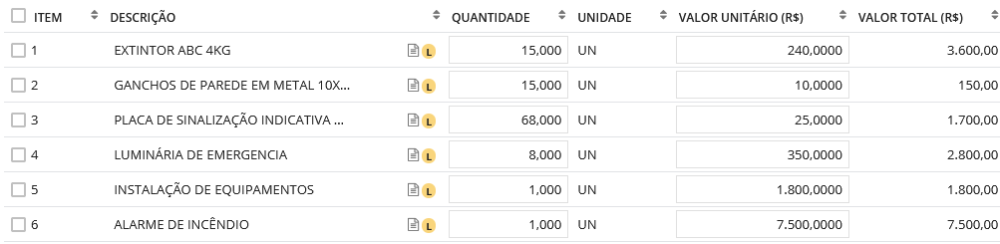 ITEM DESCRIÇÃO QUANTIDADE UNIDADE VALOR UNITÁRIO (R$) VALOR TOTAL (R$)
1 EXTINTOR ABC 4KG L 15,000 UN 240,0000 3.600,00
2 GANCHOS DE PAREDE EM METAL 10X... L 15,000 UN 10,0000 150,00
3 PLACA DE SINALIZAÇÃO INDICATIVA ... L 68,000 UN 25,0000 1.700,00
4 LUMINÁRIA DE EMERGENCIA L 8,000 UN 350,0000 2.800,00
5 INSTALAÇÃO DE EQUIPAMENTOS L 1,000 UN 1.800,0000 1.800,00
6 ALARME DE INCÊNDIO L 1,000 UN 7.500,0000 7.500,00